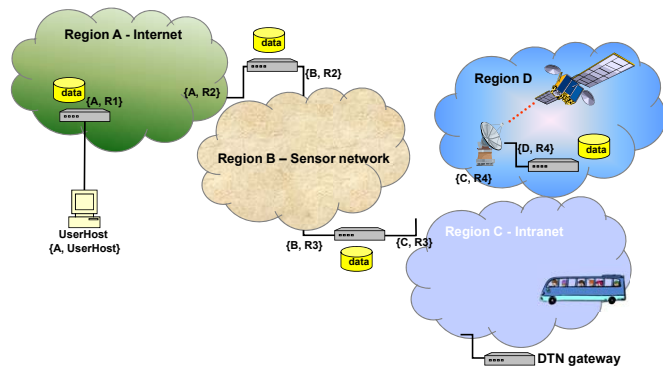 Region A - Internet
data
{A, R2}
{B, R2}
data
{A, R1}
UserHost
{A, UserHost}
Region B – Sensor network
{B, R3}
{C, R3}
data
Region D
{D, R4}
data
{C, R4}
Region C - Intranet
DTN gateway